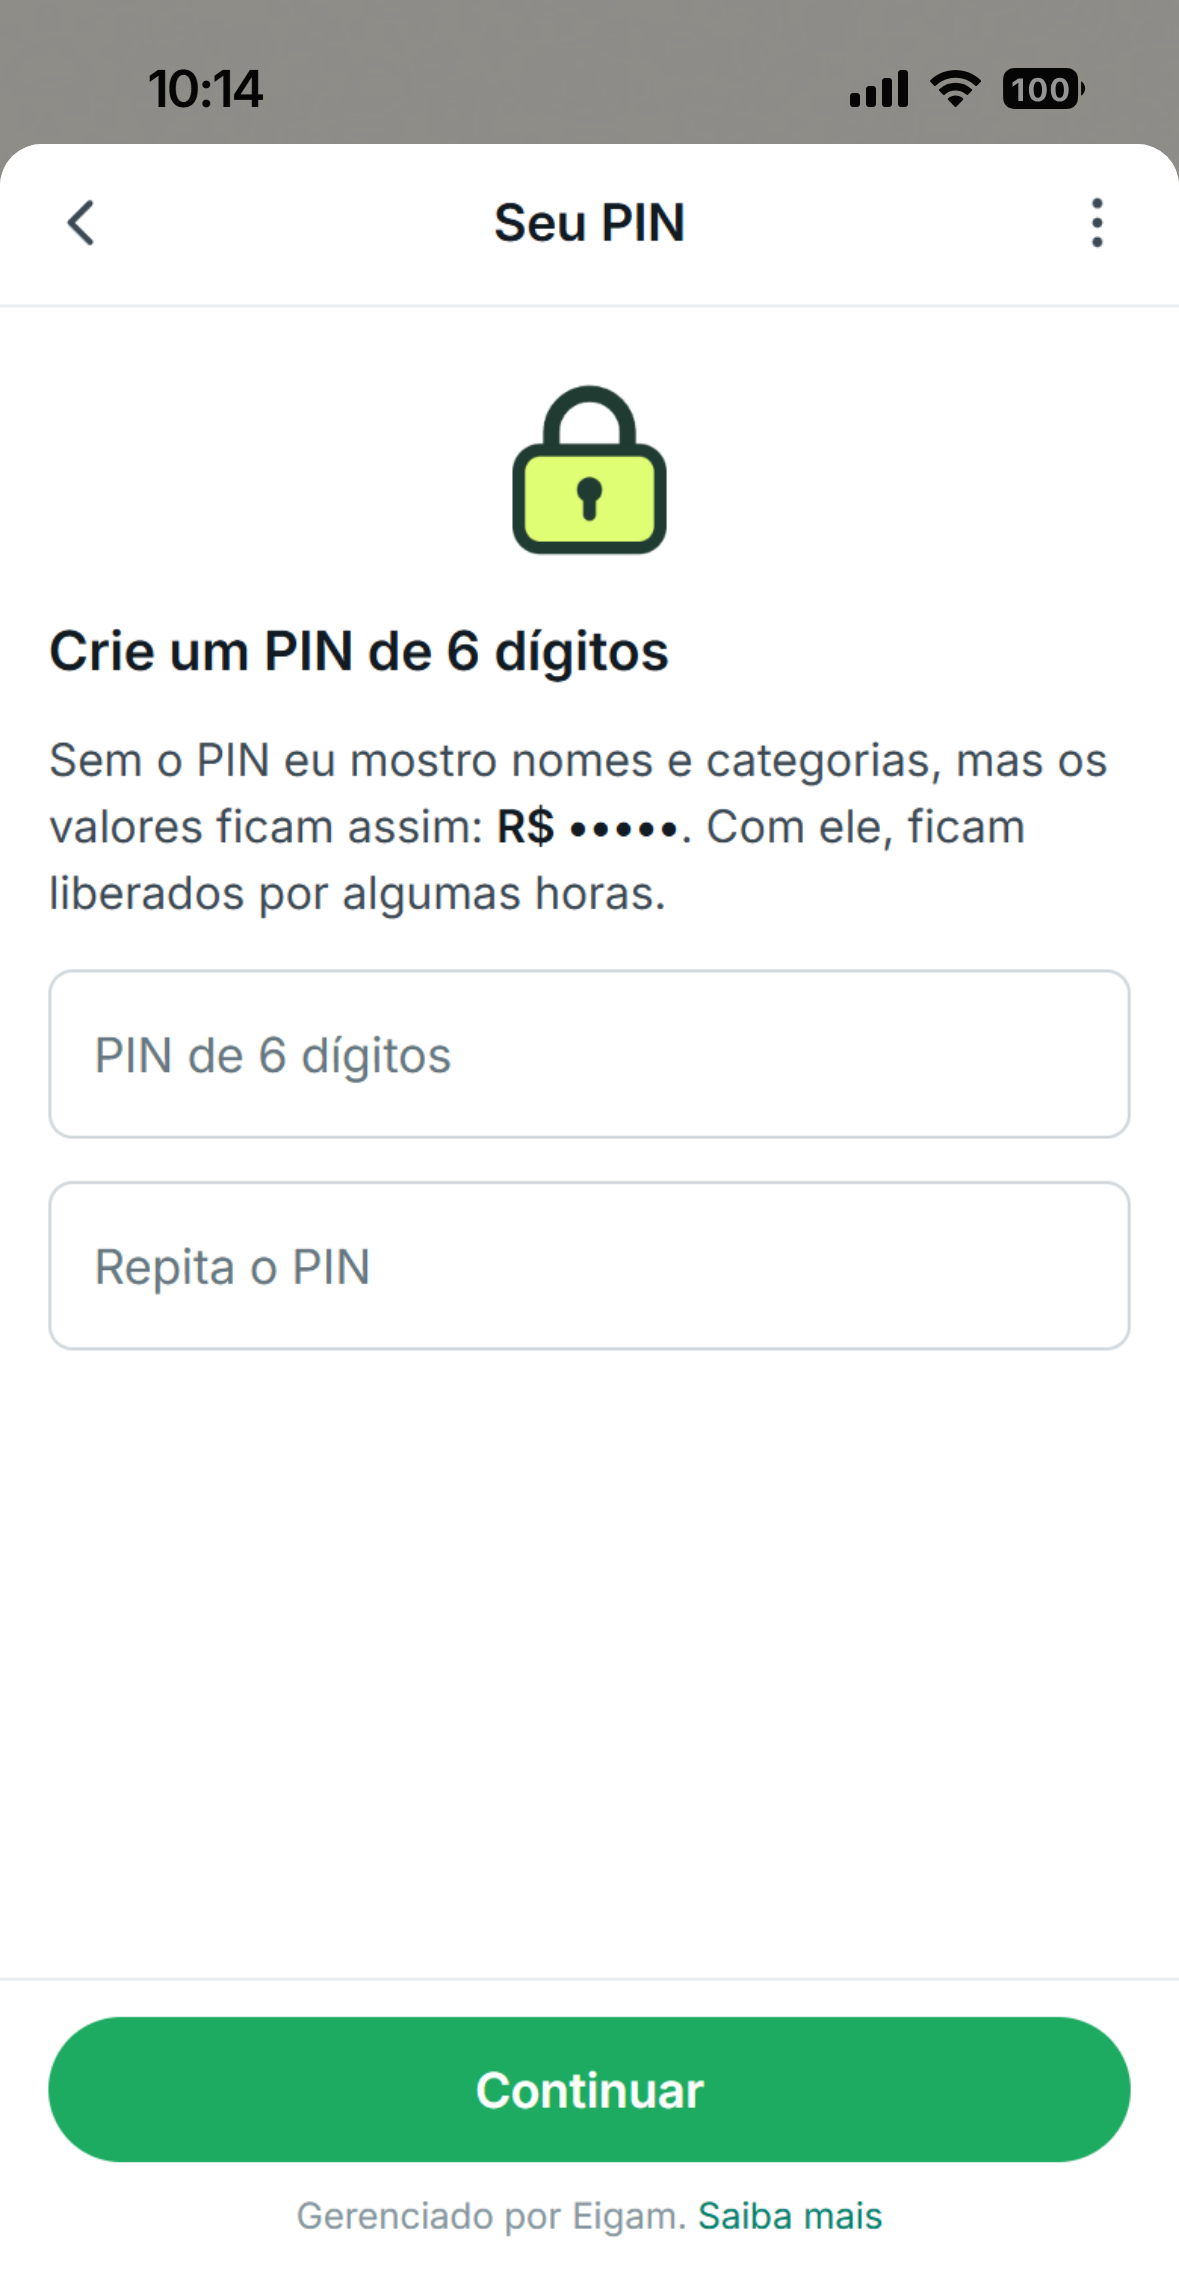 10:14
100
Seu PIN
Crie um PIN de 6 dígitos
Sem o PIN eu mostro nomes e categorias, mas os
valores ficam assim: R$ •••••. Com ele, ficam
liberados por algumas horas.
PIN de 6 dígitos
Repita o PIN
Continuar
Gerenciado por Eigam. Saiba mais